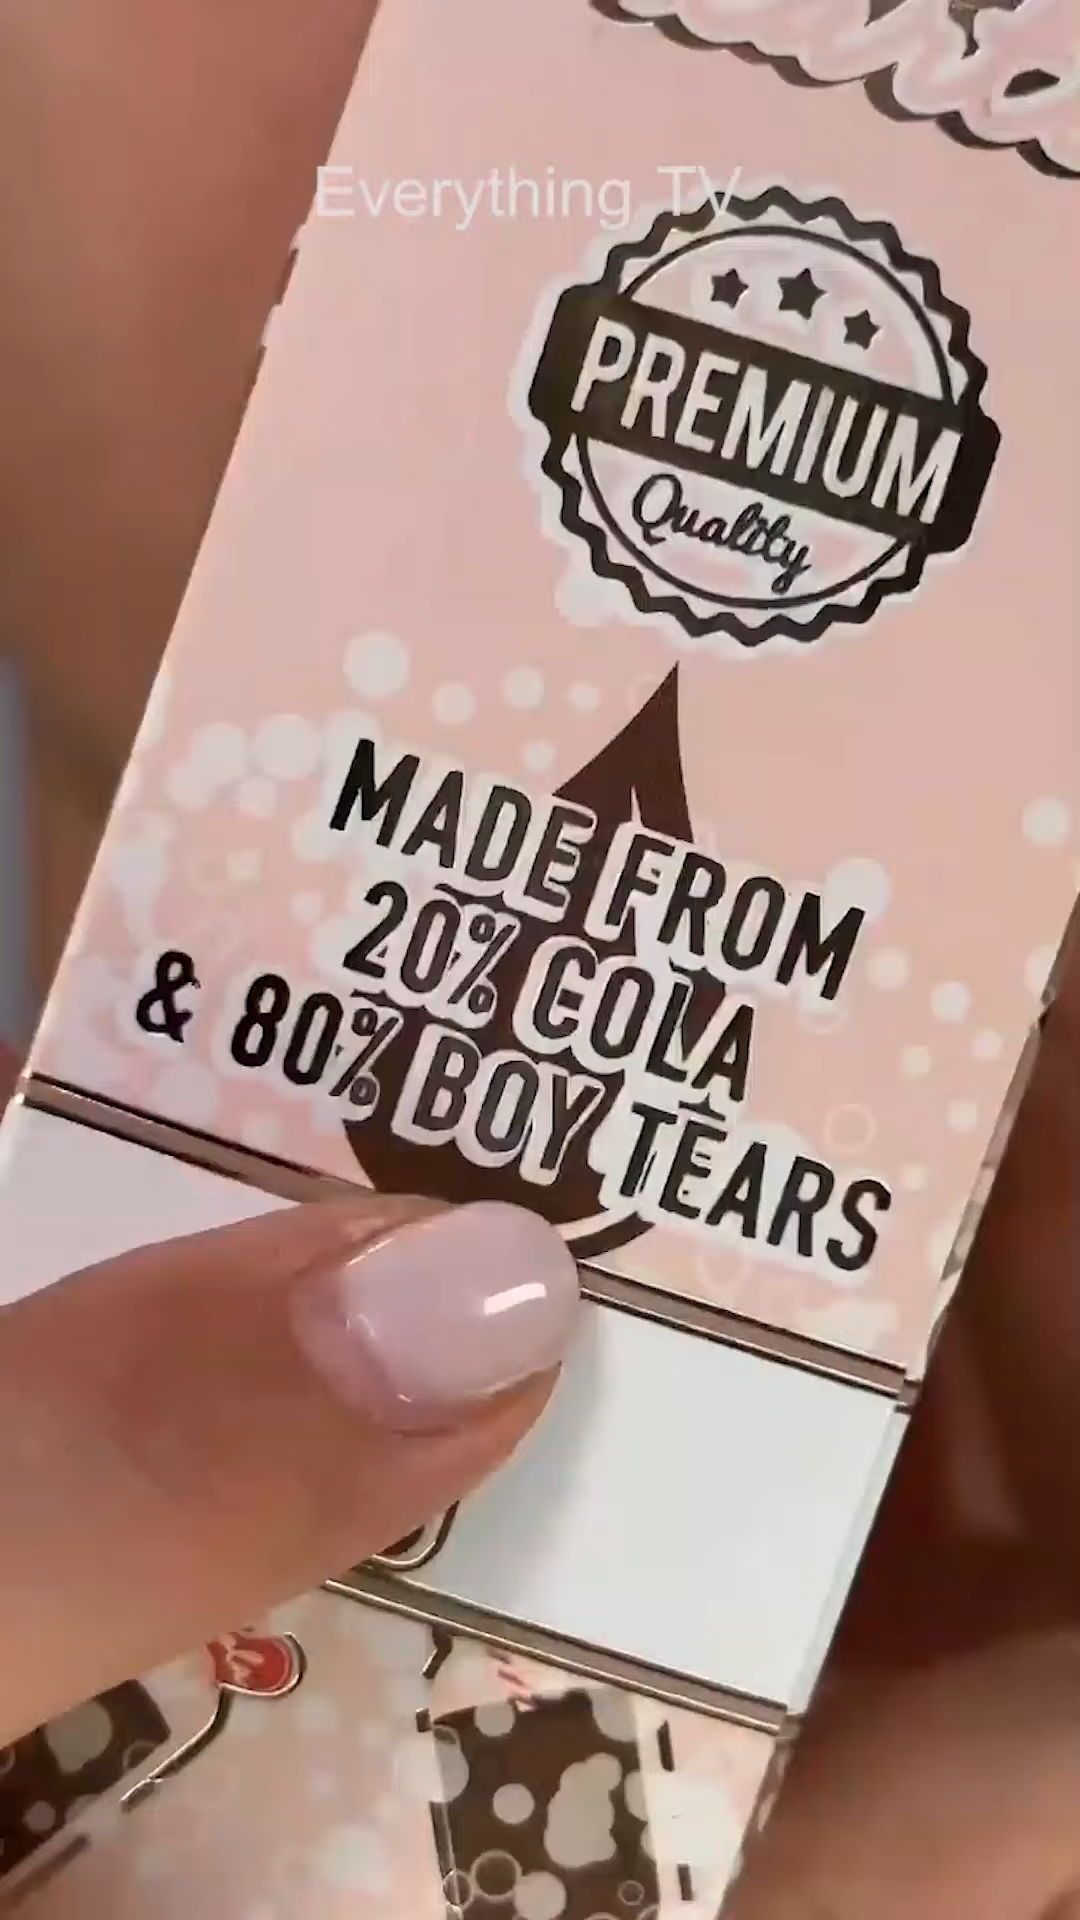 Everything TV
PREMIUM
Quality
MADE FROM
20% COLA
& 80% BOY TEARS